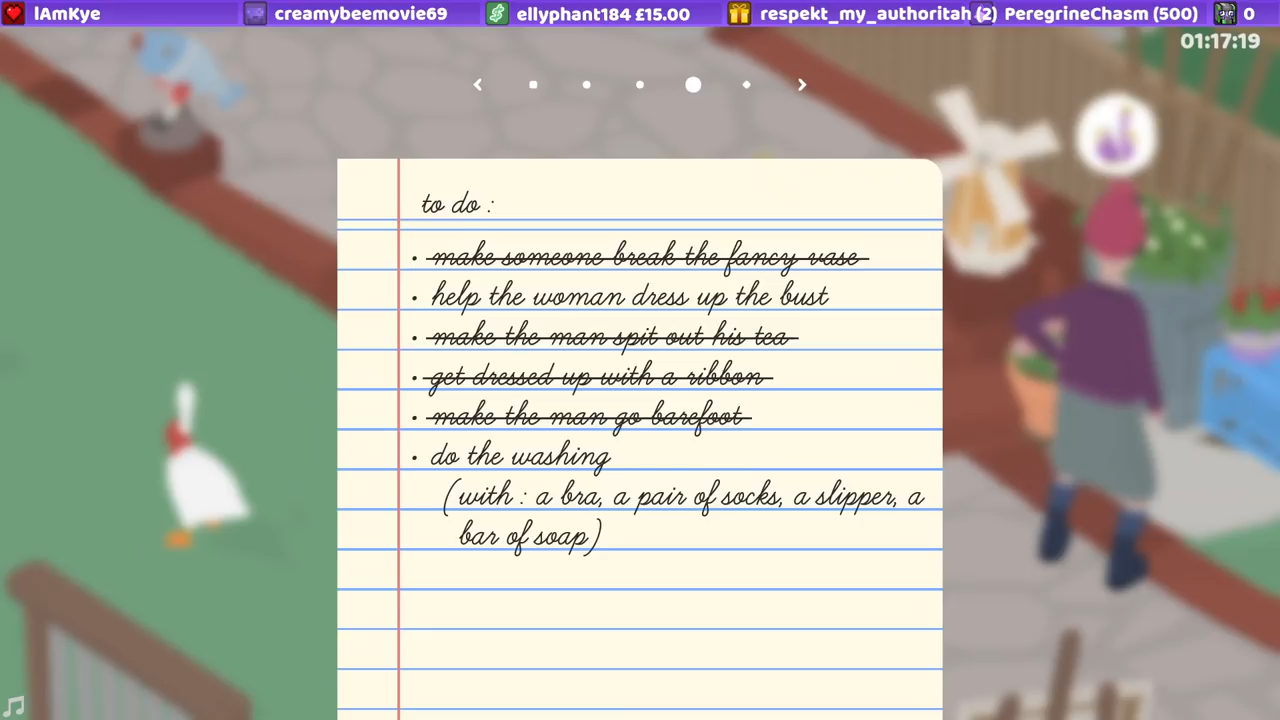 lAmKye creamybeemovie69 ellyphant184 £15.00 respekt_my_authoritah (2) PeregrineChasm (500) 0
01:17:19
to do :
• make someone break the fancy vase
• help the woman dress up the bust
• make the man spit out his tea
• get dressed up with a ribbon
• make the man go barefoot
• do the washing
(with : a bra, a pair of socks, a slipper, a
bar of soap)